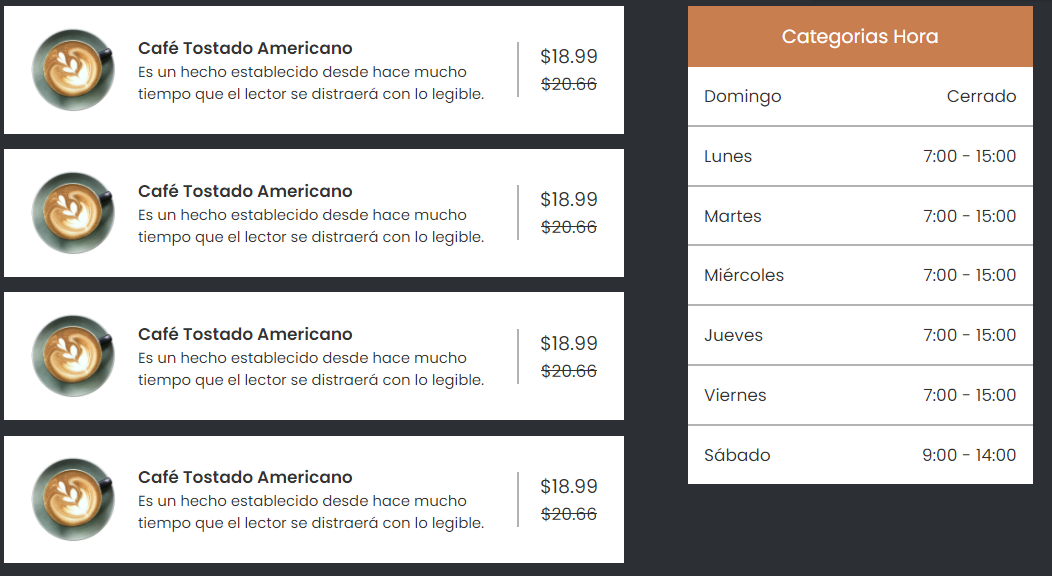 Café Tostado Americano
Es un hecho establecido desde hace mucho
tiempo que el lector se distraerá con lo legible.
$18.99
$20.66
Café Tostado Americano
Es un hecho establecido desde hace mucho
tiempo que el lector se distraerá con lo legible.
$18.99
$20.66
Café Tostado Americano
Es un hecho establecido desde hace mucho
tiempo que el lector se distraerá con lo legible.
$18.99
$20.66
Café Tostado Americano
Es un hecho establecido desde hace mucho
tiempo que el lector se distraerá con lo legible.
$18.99
$20.66
Categorias Hora
Domingo Cerrado
Lunes 7:00 - 15:00
Martes 7:00 - 15:00
Miércoles 7:00 - 15:00
Jueves 7:00 - 15:00
Viernes 7:00 - 15:00
Sábado 9:00 - 14:00